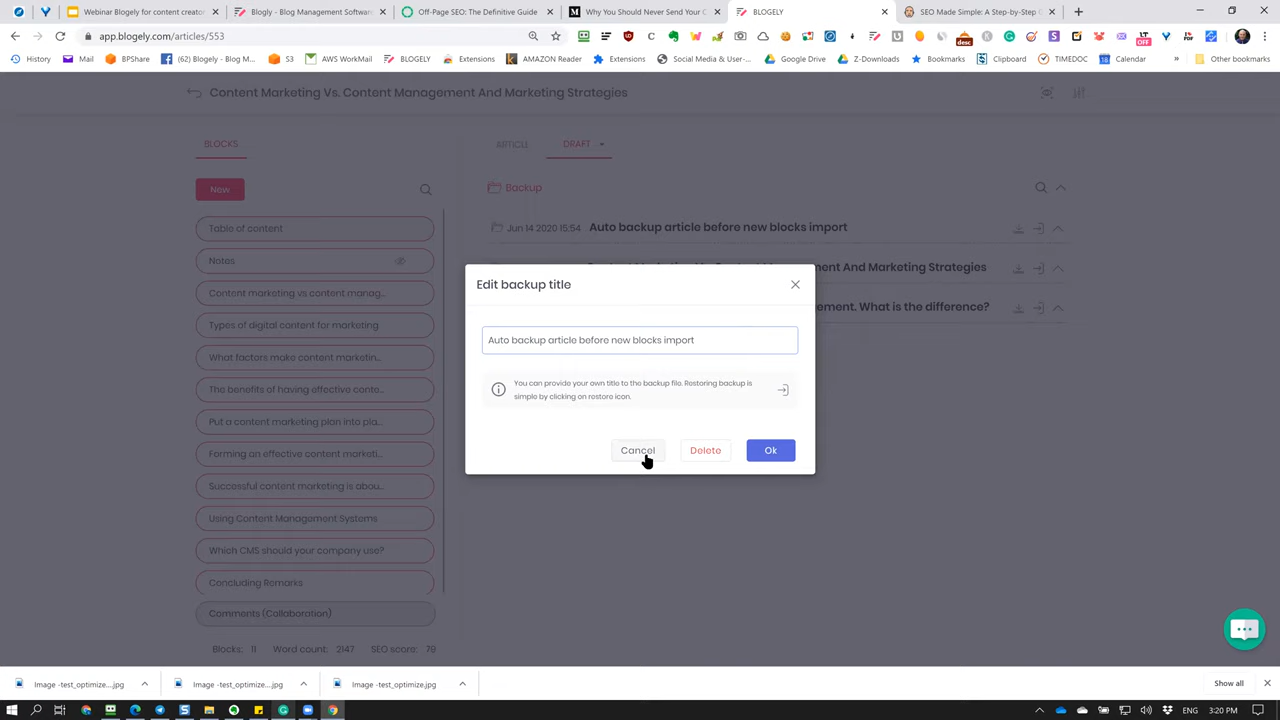 Webinar Blogely for content creator
Blogly - Blog Management Softwar
Off-Page SEO: The Definitive Guide
Why You Should Never Send Your C
BLOGELY
SEO Made Simple: A Step-by-Step G
app.blogely.com/articles/553
History
Mail
BPShare
(62) Blogely - Blog M...
S3
AWS WorkMail
BLOGELY
Extensions
AMAZON Reader
Extensions
Social Media & User-...
Google Drive
Z-Downloads
Bookmarks
Clipboard
TIMEDOC
Calendar
»
Other bookmarks
Content Marketing Vs. Content Management And Marketing Strategies
BLOCKS
ARTICLE
DRAFT
New
Backup
Table of content
Jun 14 2020 15:54 Auto backup article before new blocks import
Notes
nt And Marketing Strategies
Content marketing vs content manag...
ement. What is the difference?
Types of digital content for marketing
What factors make content marketin...
The benefits of having effective conte...
Put a content marketing plan into pla...
Forming an effective content marketi...
Successful content marketing is abou...
Using Content Management Systems
Which CMS should your company use?
Concluding Remarks
Comments (Collaboration)
Blocks: 11 Word count: 2147 SEO score: 79
Edit backup title
Auto backup article before new blocks import
You can provide your own title to the backup file. Restoring backup is
simple by clicking on restore icon.
Cancel
Delete
Ok
Image -test_optimize....jpg
Image -test_optimize....jpg
Image -test_optimize.jpg
Show all
ENG
3:20 PM